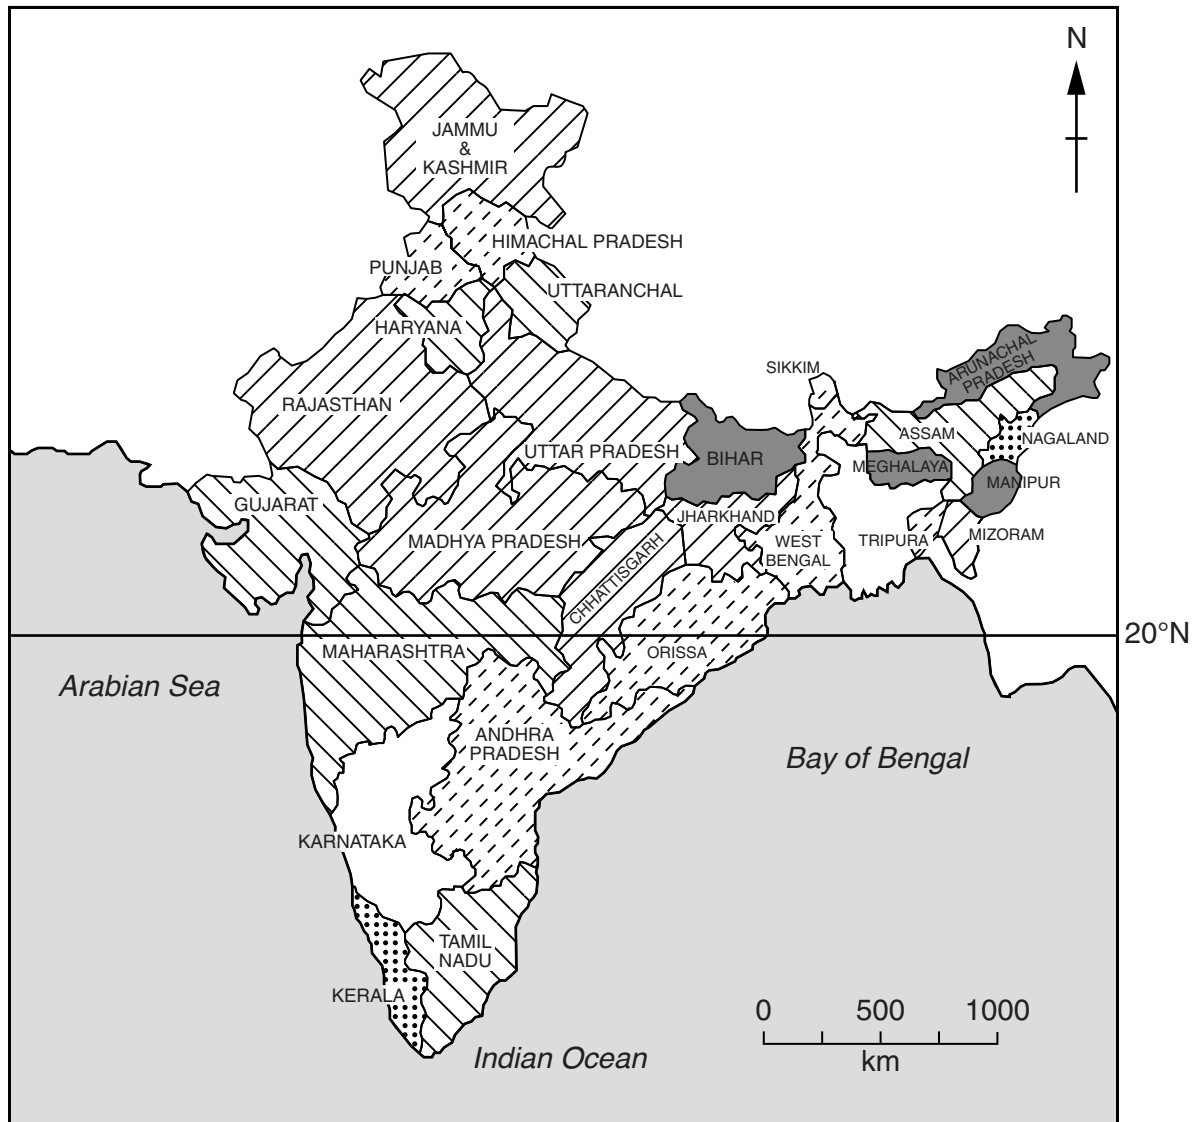 N
JAMMU
&
KASHMIR
HIMACHAL PRADESH
PUNJAB
UTTARANCHAL
HARYANA
ARUNACHAL
PRADESH
SIKKIM
RAJASTHAN
ASSAM
NAGALAND
UTTAR PRADESH
BIHAR
MEGHALAYA
MANIPUR
GUJARAT
JHARKHAND
MADHYA PRADESH
WEST
BENGAL
TRIPURA
MIZORAM
CHHATTISGARH
20°N
MAHARASHTRA
ORISSA
Arabian Sea
ANDHRA
PRADESH
Bay of Bengal
KARNATAKA
TAMIL
NADU
KERALA
0 500 1000
km
Indian Ocean